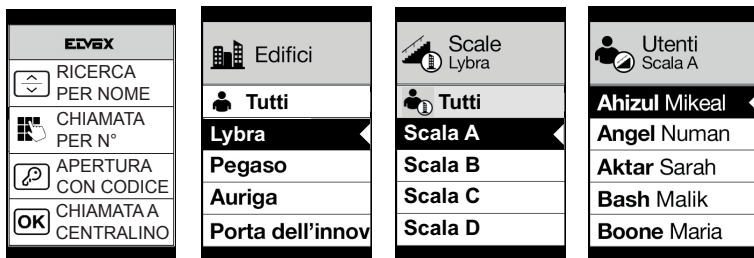 ELVOX
RICERCA
PER NOME
CHIAMATA
PER N°
APERTURA
CON CODICE
OK
CHIAMATA A
CENTRALINO
Edifici
Tutti
Lybra
Pegaso
Auriga
Porta dell'innov
Scale
Lybra
Tutti
Scala A
Scala B
Scala C
Scala D
Utenti
Scala A
Ahizul Mikeal
Angel Numan
Aktar Sarah
Bash Malik
Boone Maria